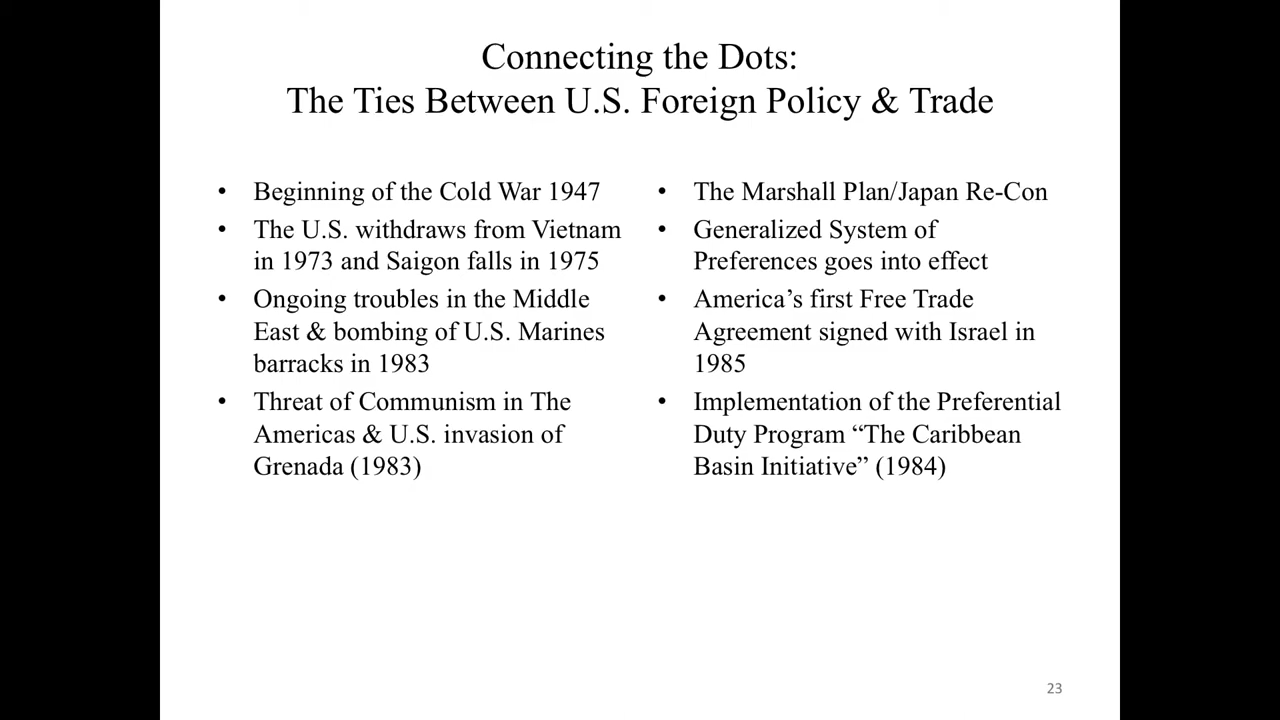 Connecting the Dots:
The Ties Between U.S. Foreign Policy & Trade
• Beginning of the Cold War 1947
• The U.S. withdraws from Vietnam
in 1973 and Saigon falls in 1975
• Ongoing troubles in the Middle
East & bombing of U.S. Marines
barracks in 1983
• Threat of Communism in The
Americas & U.S. invasion of
Grenada (1983)
• The Marshall Plan/Japan Re-Con
• Generalized System of
Preferences goes into effect
• America’s first Free Trade
Agreement signed with Israel in
1985
• Implementation of the Preferential
Duty Program “The Caribbean
Basin Initiative” (1984)
23